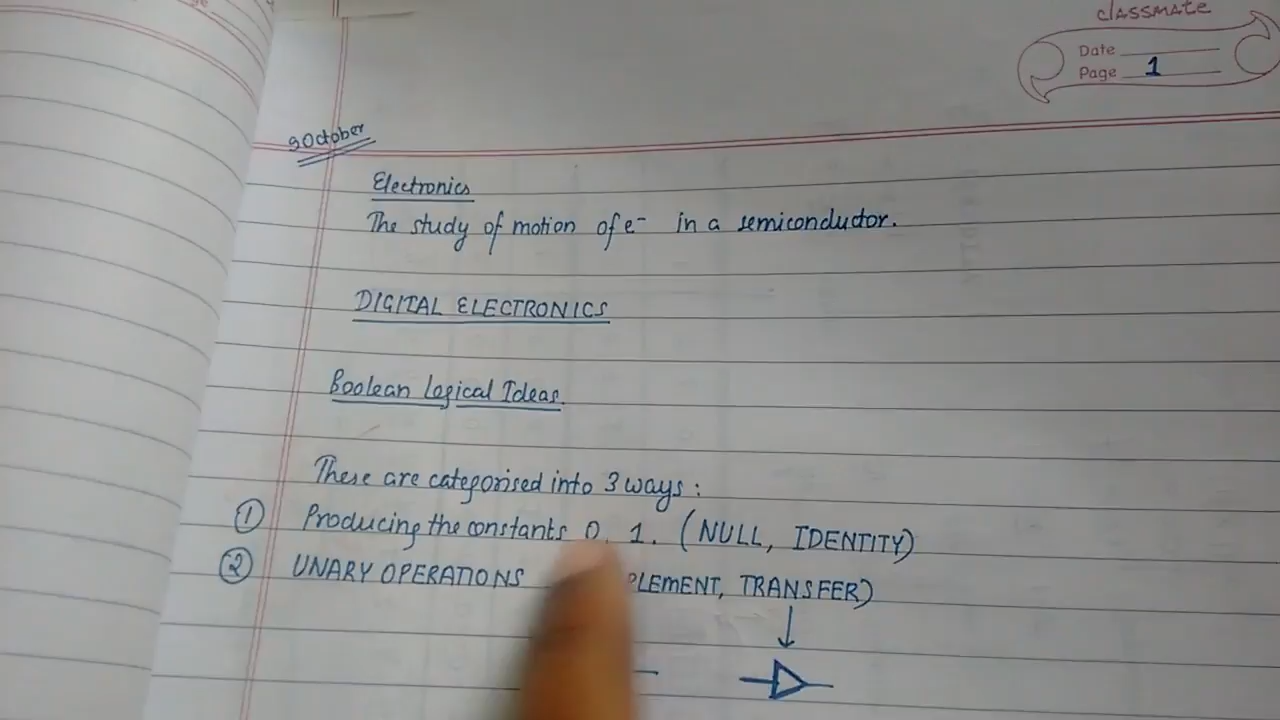 classmate
Date
Page 1
9 October
Electronics
The study of motion of e⁻ in a semiconductor.
DIGITAL ELECTRONICS
Boolean Logical Ideas.
These are categorised into 3 ways:
① Producing the constants 0, 1. (NULL, IDENTITY)
② UNARY OPERATIONS PLEMENT, TRANSFER)